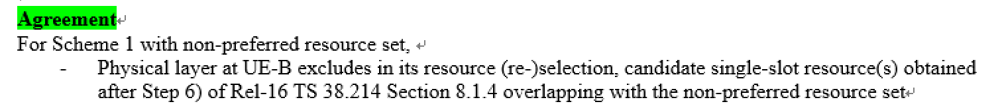 Agreement↵
For Scheme 1 with non-preferred resource set, ↵
- Physical layer at UE-B excludes in its resource (re-)selection, candidate single-slot resource(s) obtained
after Step 6) of Rel-16 TS 38.214 Section 8.1.4 overlapping with the non-preferred resource set↵